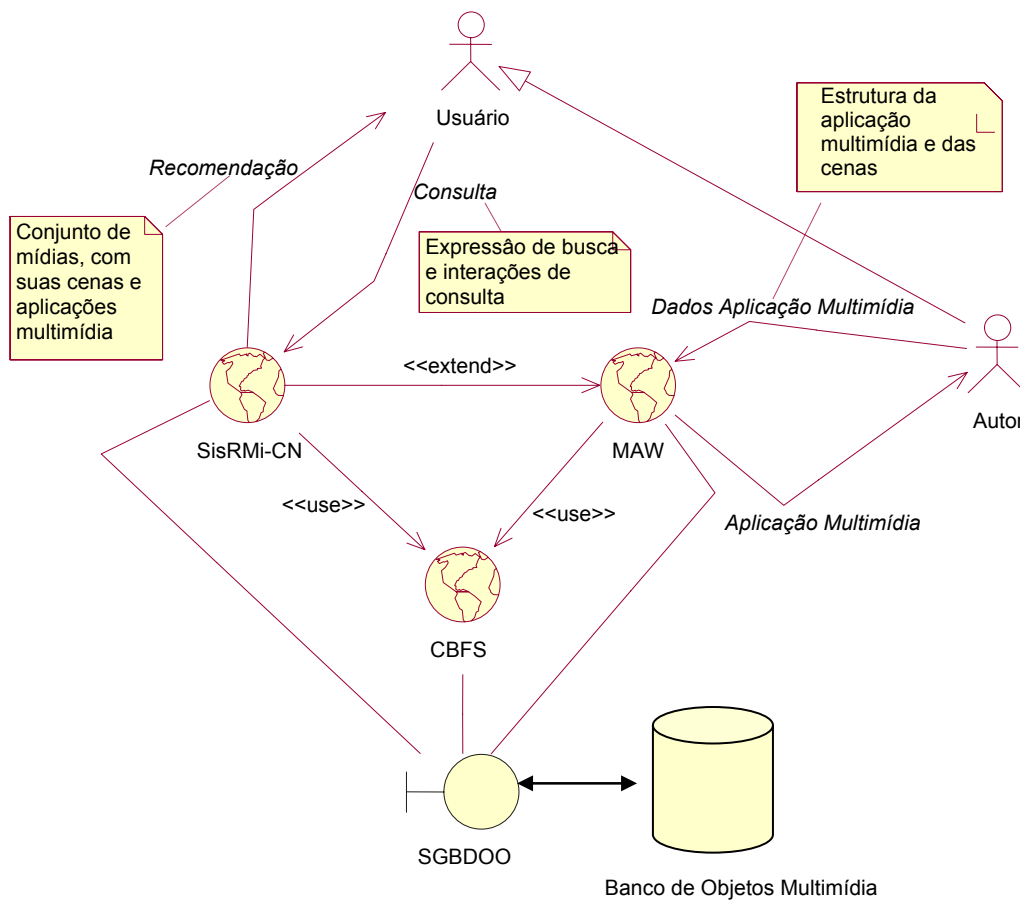 Usuário
Estrutura da
aplicação
multimídia e das
cenas
Recomendação
Consulta
Conjunto de
mídias, com
suas cenas e
aplicações
multimídia
Expressâo de busca
e interações de
consulta
Dados Aplicação Multimídia
<<extend>>
Autor
SisRMi-CN
MAW
<<use>>
<<use>>
Aplicação Multimídia
CBFS
SGBDOO
Banco de Objetos Multimídia